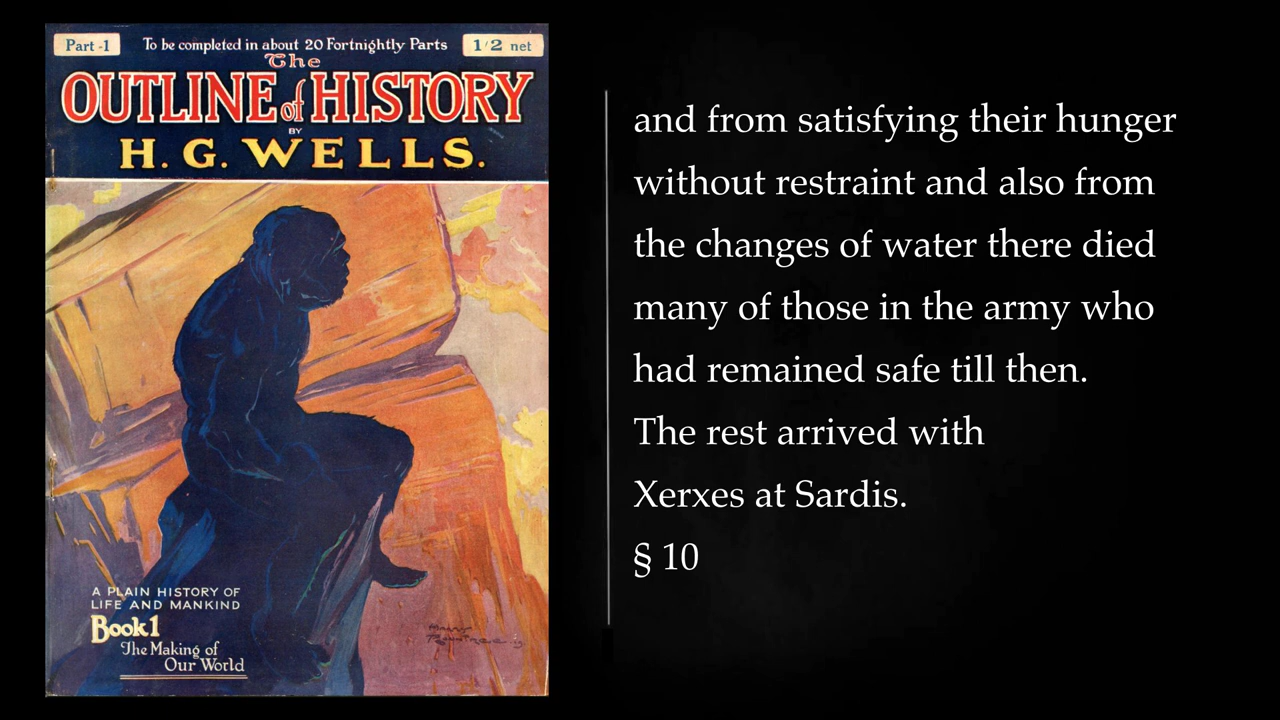 Part -1
To be completed in about 20 Fortnightly Parts
1/2 net
The
OUTLINE of HISTORY
BY
H. G. WELLS.
A PLAIN HISTORY OF
LIFE AND MANKIND
Book 1
The Making of
Our World
and from satisfying their hunger
without restraint and also from
the changes of water there died
many of those in the army who
had remained safe till then.
The rest arrived with
Xerxes at Sardis.
§ 10